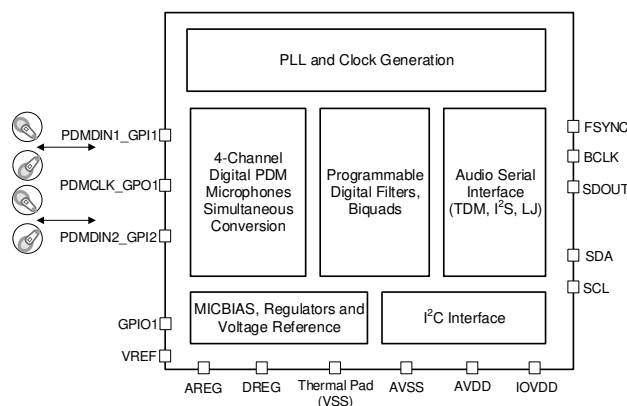 PLL and Clock Generation
PDMDIN1_GPI1
PDMCLK_GPO1
PDMDIN2_GPI2
GPIO1
VREF
4-Channel
Digital PDM
Microphones
Simultaneous
Conversion
Programmable
Digital Filters,
Biquads
Audio Serial
Interface
(TDM, I²S, LJ)
FSYNC
BCLK
SDOUT
SDA
SCL
MICBIAS, Regulators and
Voltage Reference
I²C Interface
AREG
DREG
Thermal Pad
(VSS)
AVSS
AVDD
IOVDD